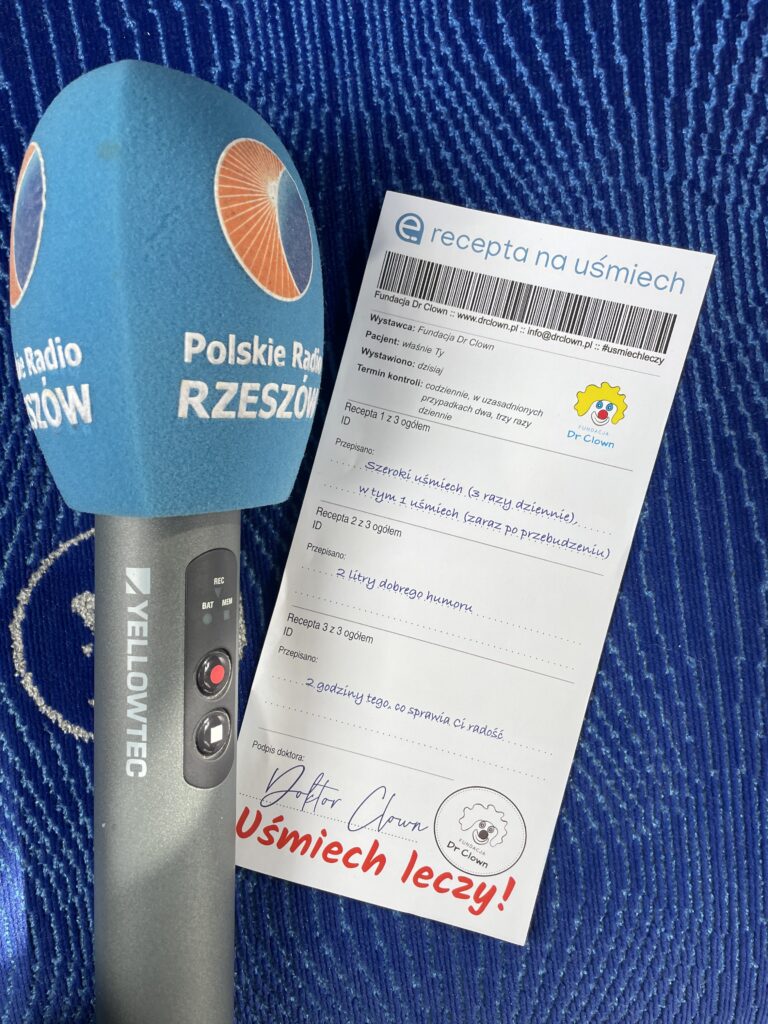 ie Radio
SZÓW
Polskie Radio
RZESZÓW
REC
BAT MEM
YELLOWTEC
e recepta na uśmiech
Fundacja Dr Clown :: www.drclown.pl :: info@drclown.pl :: #usmiechleczy
Wystawca: Fundacja Dr Clown
Pacjent: właśnie Ty
Wystawiono: dzisiaj
Termin kontroli: codziennie, w uzasadnionych
przypadkach dwa, trzy razy
dziennie
FUNDACJA
Dr Clown
Recepta 1 z 3 ogółem
ID
Przepisano:
Szeroki uśmiech (3 razy dziennie),
w tym 1 uśmiech (zaraz po przebudzeniu)
Recepta 2 z 3 ogółem
ID
Przepisano:
2 litry dobrego humoru
Recepta 3 z 3 ogółem
ID
Przepisano:
2 godziny tego, co sprawia Ci radość
Podpis doktora:
Doktor Clown
FUNDACJA
Dr Clown
Uśmiech leczy!